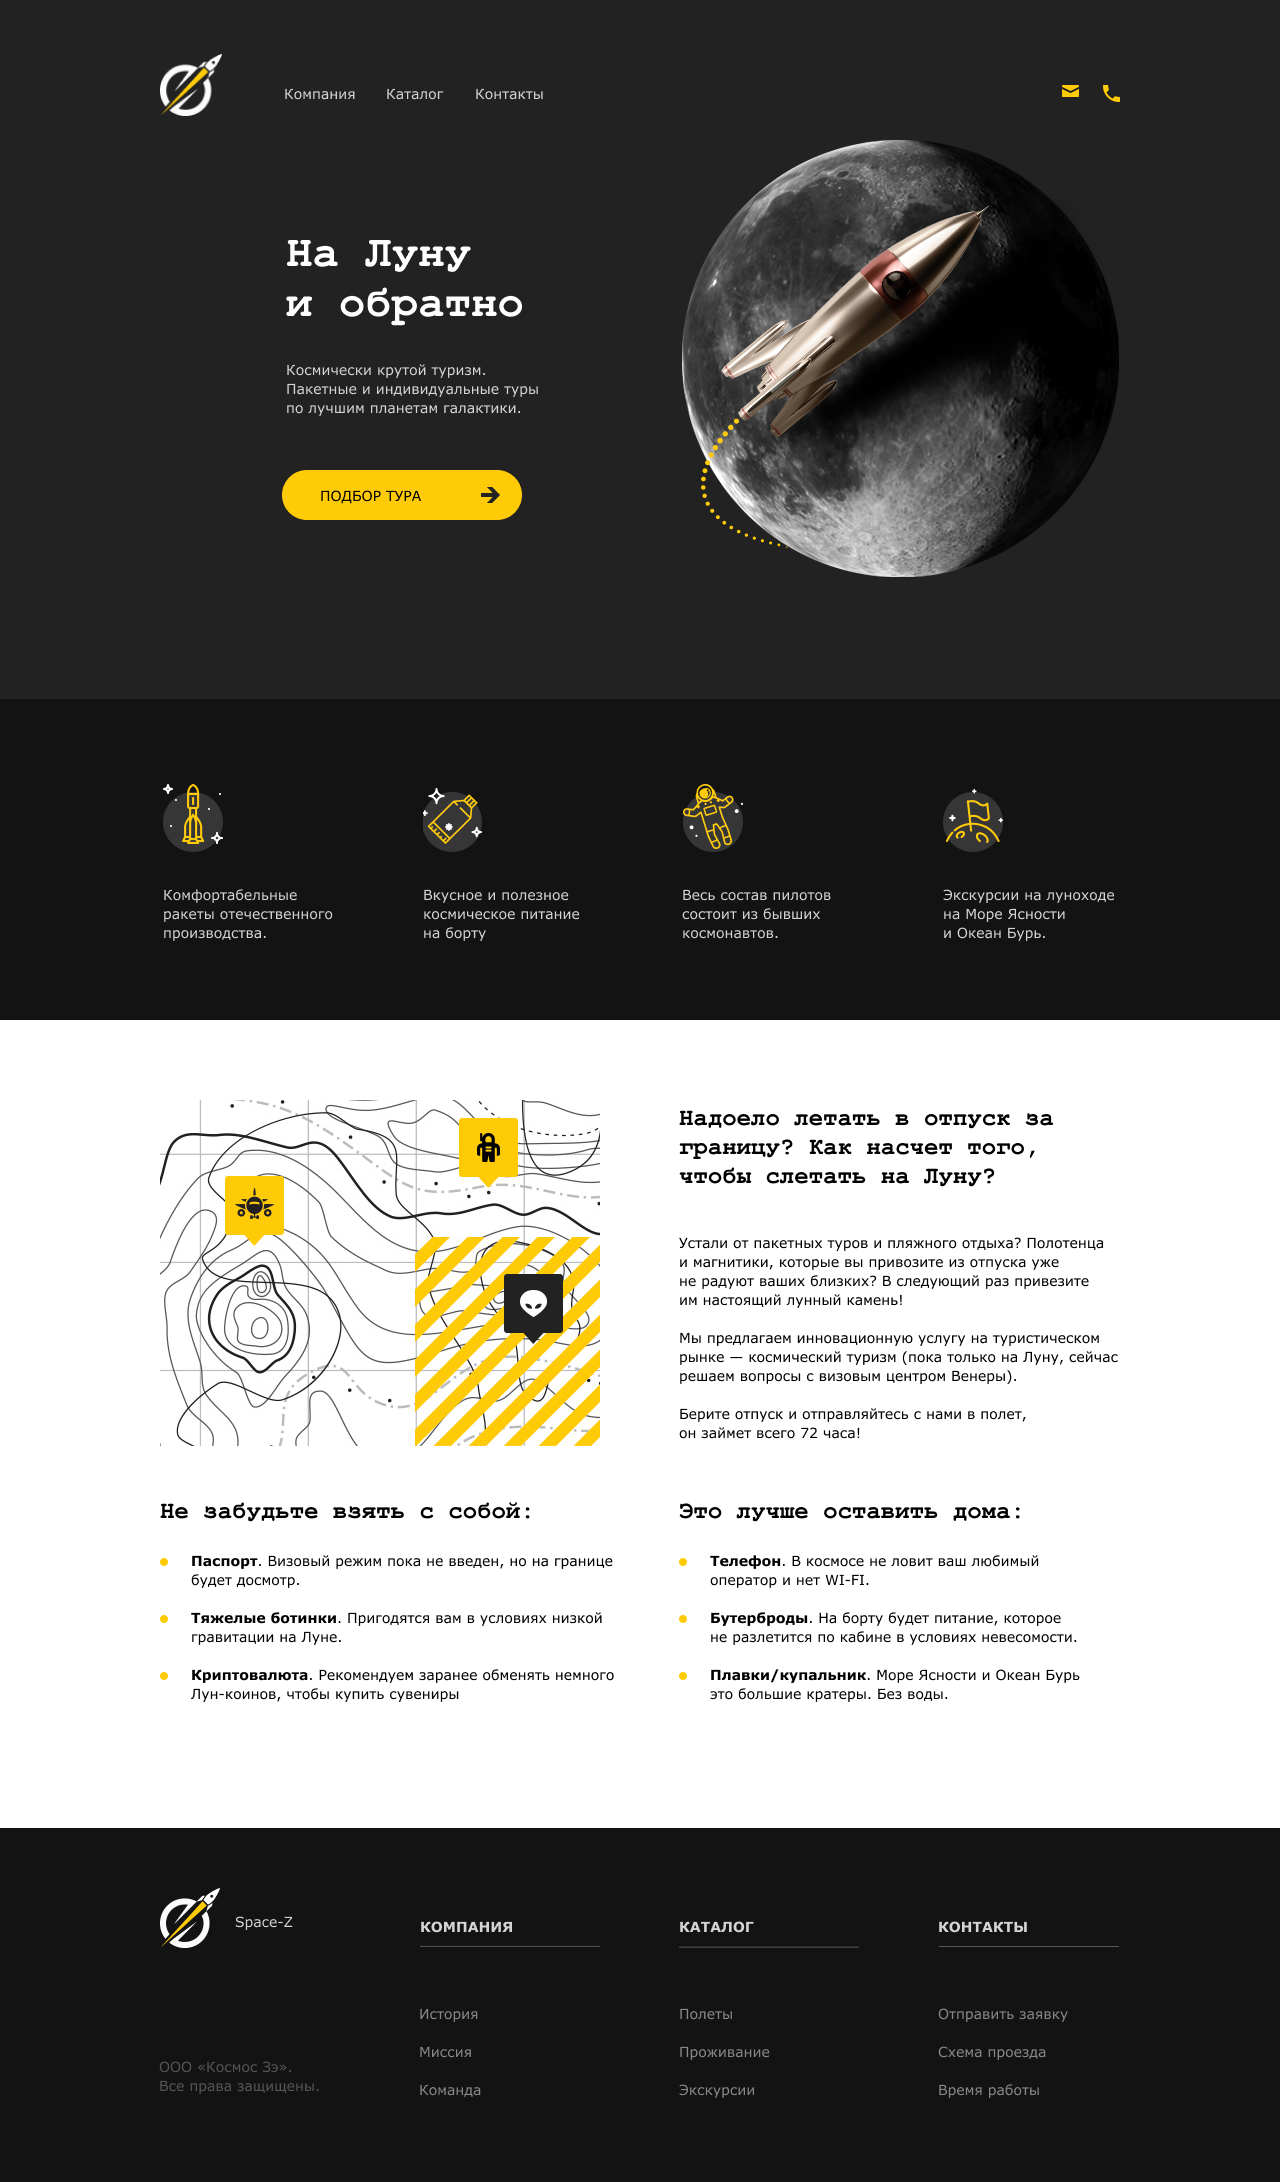 Компания Каталог Контакты
На Луну
и обратно
Космически крутой туризм.
Пакетные и индивидуальные туры
по лучшим планетам галактики.
ПОДБОР ТУРА
Комфортабельные
ракеты отечественного
производства.
Вкусное и полезное
космическое питание
на борту
Весь состав пилотов
состоит из бывших
космонавтов.
Экскурсии на луноходе
на Море Ясности
и Океан Бурь.
Надоело летать в отпуск за
границу? Как насчет того,
чтобы слетать на Луну?
Устали от пакетных туров и пляжного отдыха? Полотенца
и магнитики, которые вы привозите из отпуска уже
не радуют ваших близких? В следующий раз привезите
им настоящий лунный камень!
Мы предлагаем инновационную услугу на туристическом
рынке — космический туризм (пока только на Луну, сейчас
решаем вопросы с визовым центром Венеры).
Берите отпуск и отправляйтесь с нами в полет,
он займет всего 72 часа!
Не забудьте взять с собой:
Паспорт. Визовый режим пока не введен, но на границе
будет досмотр.
Тяжелые ботинки. Пригодятся вам в условиях низкой
гравитации на Луне.
Криптовалюта. Рекомендуем заранее обменять немного
Лун-коинов, чтобы купить сувениры
Это лучше оставить дома:
Телефон. В космосе не ловит ваш любимый
оператор и нет WI-FI.
Бутерброды. На борту будет питание, которое
не разлетится по кабине в условиях невесомости.
Плавки/купальник. Море Ясности и Океан Бурь
это большие кратеры. Без воды.
Space-Z
ООО «Космос Зэ».
Все права защищены.
КОМПАНИЯ
История
Миссия
Команда
КАТАЛОГ
Полеты
Проживание
Экскурсии
КОНТАКТЫ
Отправить заявку
Схема проезда
Время работы